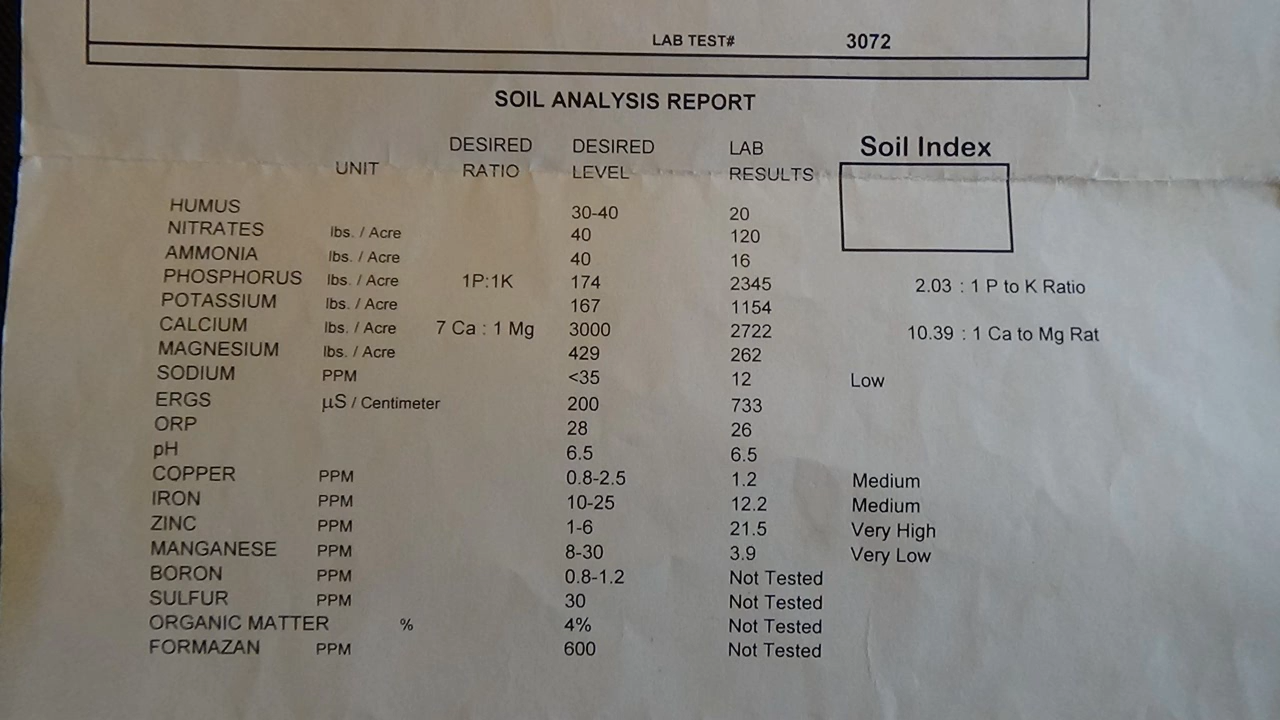 LAB TEST# 3072
SOIL ANALYSIS REPORT
UNIT DESIRED RATIO DESIRED LEVEL LAB RESULTS Soil Index
HUMUS 30-40 20
NITRATES lbs. / Acre 40 120
AMMONIA lbs. / Acre 40 16
PHOSPHORUS lbs. / Acre 1P:1K 174 2345 2.03 : 1 P to K Ratio
POTASSIUM lbs. / Acre 167 1154
CALCIUM lbs. / Acre 7 Ca : 1 Mg 3000 2722 10.39 : 1 Ca to Mg Rat
MAGNESIUM lbs. / Acre 429 262
SODIUM PPM <35 12 Low
ERGS µS / Centimeter 200 733
ORP 28 26
pH 6.5 6.5
COPPER PPM 0.8-2.5 1.2 Medium
IRON PPM 10-25 12.2 Medium
ZINC PPM 1-6 21.5 Very High
MANGANESE PPM 8-30 3.9 Very Low
BORON PPM 0.8-1.2 Not Tested
SULFUR PPM 30 Not Tested
ORGANIC MATTER % 4% Not Tested
FORMAZAN PPM 600 Not Tested